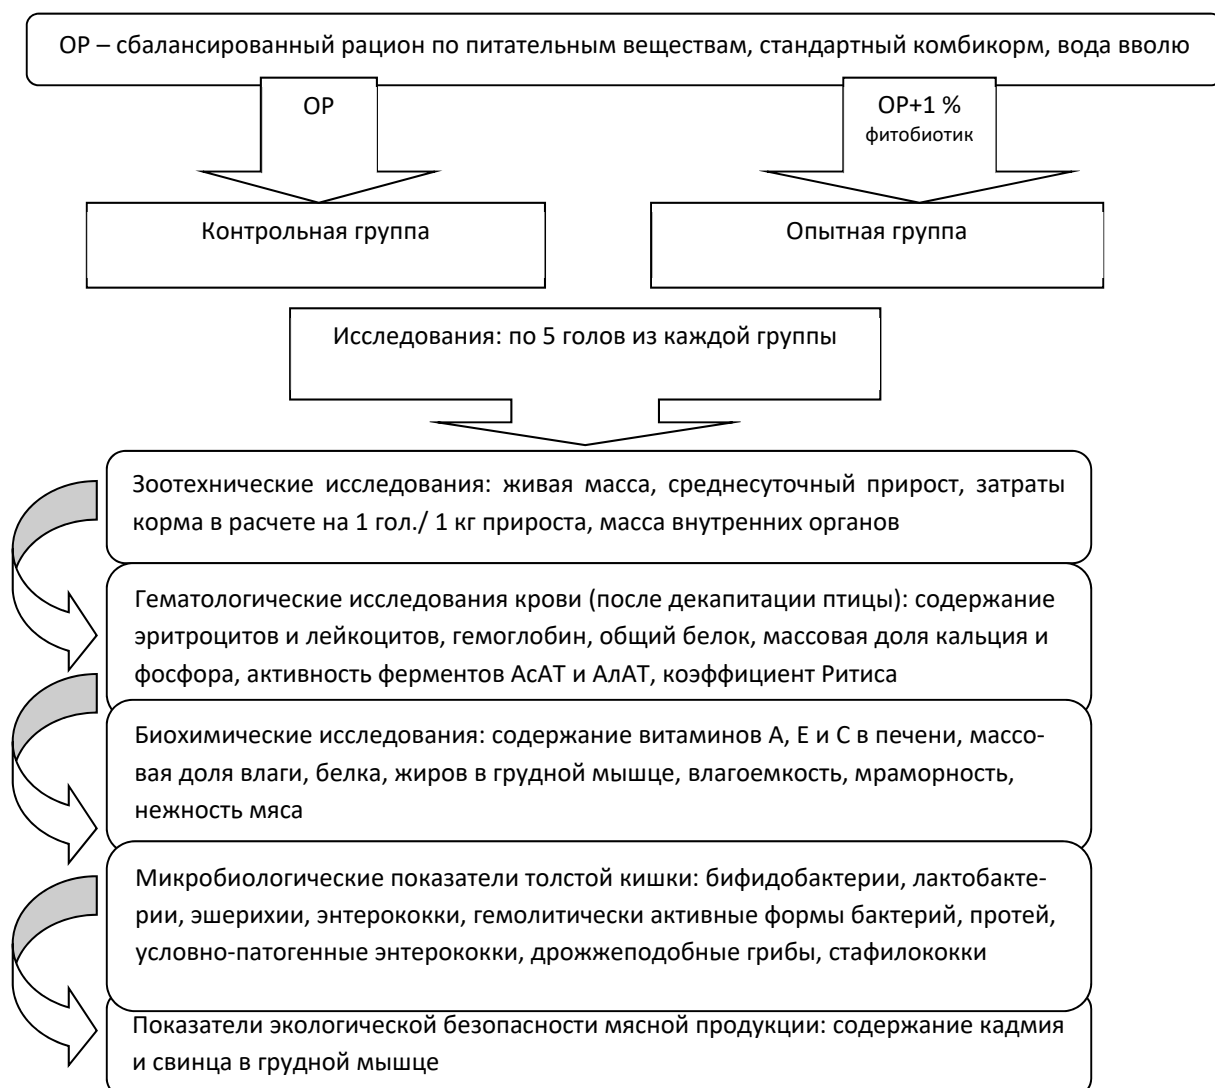 ОР – сбалансированный рацион по питательным веществам, стандартный комбикорм, вода вволю
ОР
ОР+1 %
фитобиотик
Контрольная группа
Опытная группа
Исследования: по 5 голов из каждой группы
Зоотехнические исследования: живая масса, среднесуточный прирост, затраты
корма в расчете на 1 гол./ 1 кг прироста, масса внутренних органов
Гематологические исследования крови (после декапитации птицы): содержание
эритроцитов и лейкоцитов, гемоглобин, общий белок, массовая доля кальция и
фосфора, активность ферментов АсАТ и АлАТ, коэффициент Ритиса
Биохимические исследования: содержание витаминов А, Е и С в печени, массо-
вая доля влаги, белка, жиров в грудной мышце, влагоемкость, мраморность,
нежность мяса
Микробиологические показатели толстой кишки: бифидобактерии, лактобакте-
рии, эшерихии, энтерококки, гемолитически активные формы бактерий, протей,
условно-патогенные энтерококки, дрожжеподобные грибы, стафилококки
Показатели экологической безопасности мясной продукции: содержание кадмия
и свинца в грудной мышце